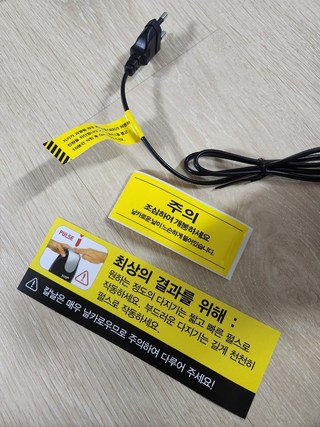 주의
조심하여 개봉하세요
날카로운 날이 느슨하게 들어있습니다.
PULSE
최상의 결과를 위해 :
원하는 정도의 다지기는 짧고 빠른 펄스로
작동하세요. 부드러운 다지기는 길게 천천히
펄스로 작동하세요.
칼날은 매우 날카로우므로 주의하여 다루어 주세요!